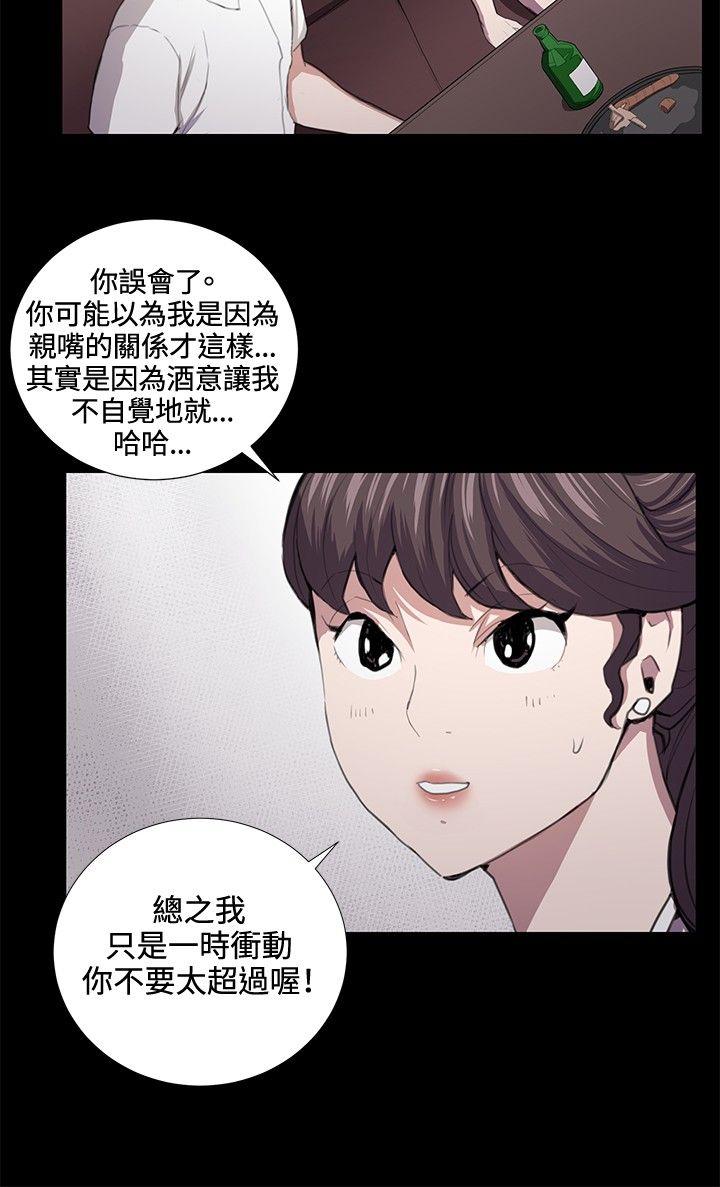 你誤會了。
你可能以為我是因為
親嘴的關係才這樣...
其實是因為酒意讓我
不自覺地就...
哈哈...
總之我
只是一時衝動
你不要太超過喔!